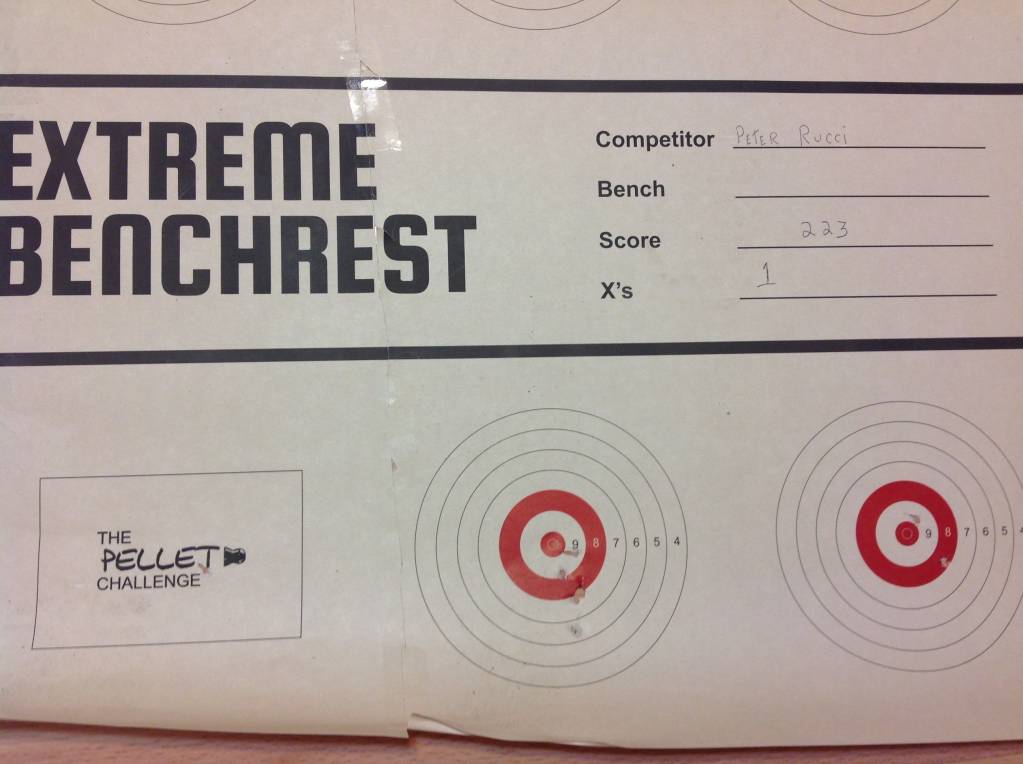 EXTREME
BENCHREST
Competitor Peter Rucci
Bench
Score 223
X's 1
THE
PELLET
CHALLENGE
9 8 7 6 5 4
9 8 7 6 5 4